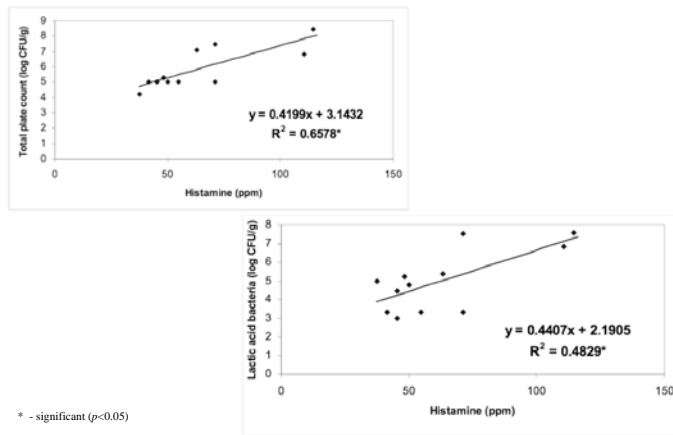 Total plate count (log CFU/g)
9
8
7
6
5
4
3
2
1
0
y = 0.4199x + 3.1432
R² = 0.6578*
0 50 100 150
Histamine (ppm)
Lactic acid bacteria (log CFU/g)
8
7
6
5
4
3
2
1
0
y = 0.4407x + 2.1905
R² = 0.4829*
0 50 100 150
Histamine (ppm)
* - significant (p<0.05)